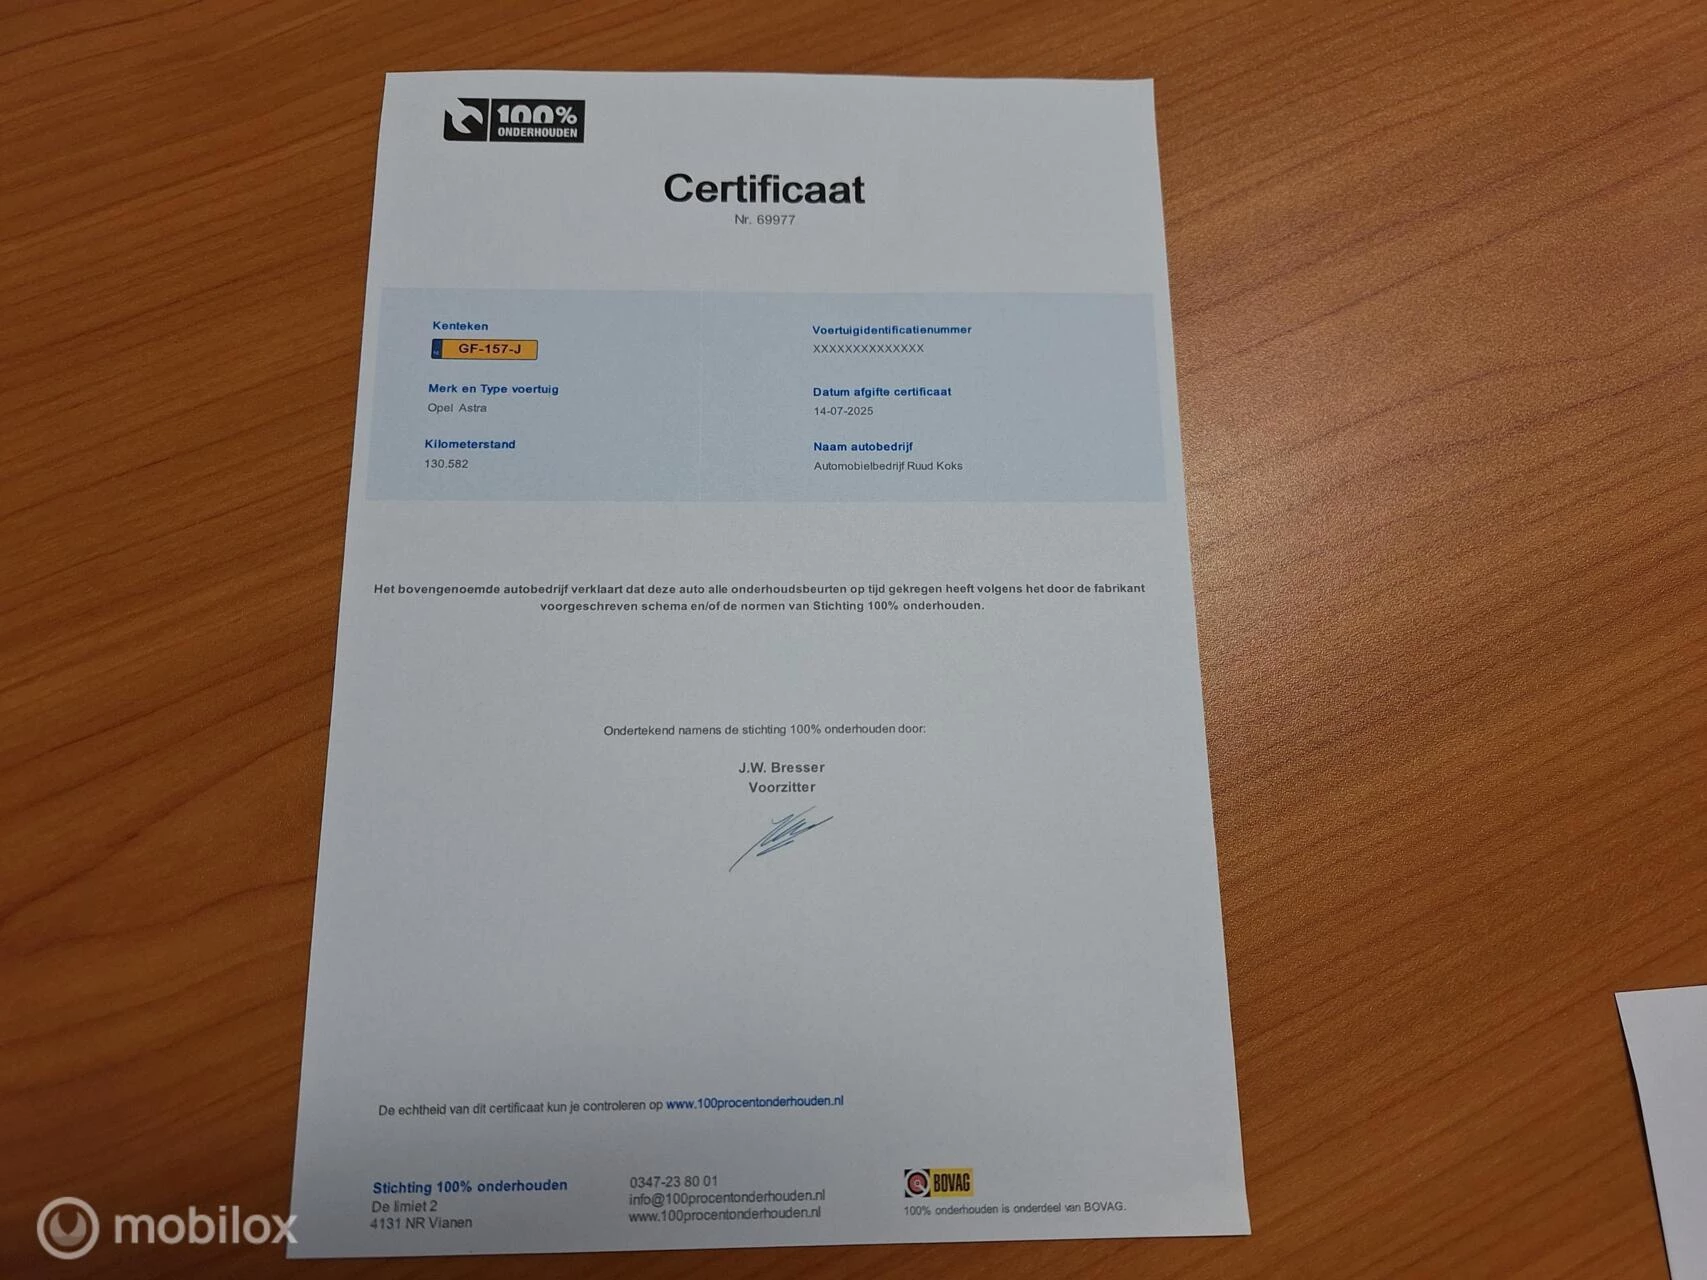 100%
ONDERHOUDEN
Certificaat
Nr. 69977
Kenteken
NL GF-157-J
Merk en Type voertuig
Opel Astra
Kilometerstand
130.582
Voertuigidentificatienummer
XXXXXXXXXXXXXX
Datum afgifte certificaat
14-07-2025
Naam autobedrijf
Automobielbedrijf Ruud Koks
Het bovengenoemde autobedrijf verklaart dat deze auto alle onderhoudsbeurten op tijd gekregen heeft volgens het door de fabrikant
voorgeschreven schema en/of de normen van Stichting 100% onderhouden.
Ondertekend namens de stichting 100% onderhouden door:
J.W. Bresser
Voorzitter
De echtheid van dit certificaat kun je controleren op www.100procentonderhouden.nl
Stichting 100% onderhouden
De limiet 2
4131 NR Vianen
0347-23 80 01
info@100procentonderhouden.nl
www.100procentonderhouden.nl
BOVAG
100% onderhouden is onderdeel van BOVAG.
mobilox